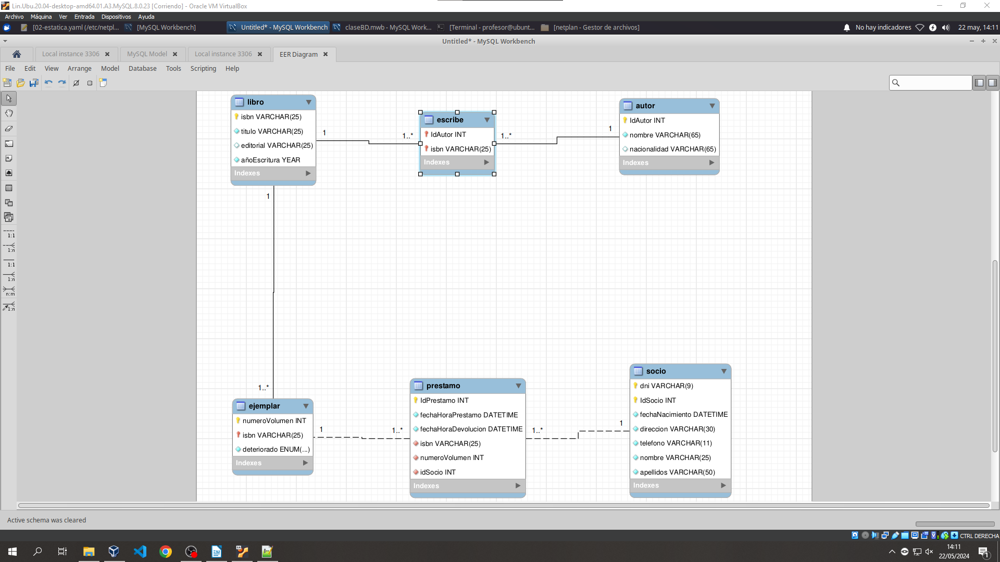 Lin.Ubu.20.04-desktop-amd64.01.A3.MySQL.8.0.23 [Corriendo] - Oracle VM VirtualBox
Archivo Máquina Ver Entrada Dispositivos Ayuda
[02-estatica.yaml (/etc/netpl... [MySQL Workbench] Untitled* - MySQL Workbench claseBD.mwb - MySQL Work... [Terminal - profesor@ubunt... [netplan - Gestor de archivos] No hay indicadores 22 may, 14:11
Untitled* - MySQL Workbench
Local instance 3306 MySQL Model Local instance 3306 EER Diagram
File Edit View Arrange Model Database Tools Scripting Help
1:1
1:n
1:1
1:n
n:m
1:n
libro
isbn VARCHAR(25)
titulo VARCHAR(25)
editorial VARCHAR(25)
añoEscritura YEAR
Indexes
1
1..*
escribe
IdAutor INT
isbn VARCHAR(25)
Indexes
1..*
1
autor
IdAutor INT
nombre VARCHAR(65)
nacionalidad VARCHAR(65)
Indexes
1
1..*
ejemplar
numeroVolumen INT
isbn VARCHAR(25)
deteriorado ENUM(...)
Indexes
1
1..*
prestamo
IdPrestamo INT
fechaHoraPrestamo DATETIME
fechaHoraDevolucion DATETIME
isbn VARCHAR(25)
numeroVolumen INT
idSocio INT
Indexes
1..*
1
socio
dni VARCHAR(9)
IdSocio INT
fechaNacimiento DATETIME
direccion VARCHAR(30)
telefono VARCHAR(11)
nombre VARCHAR(25)
apellidos VARCHAR(50)
Indexes
Active schema was cleared
CTRL DERECHA
14:11
22/05/2024
1